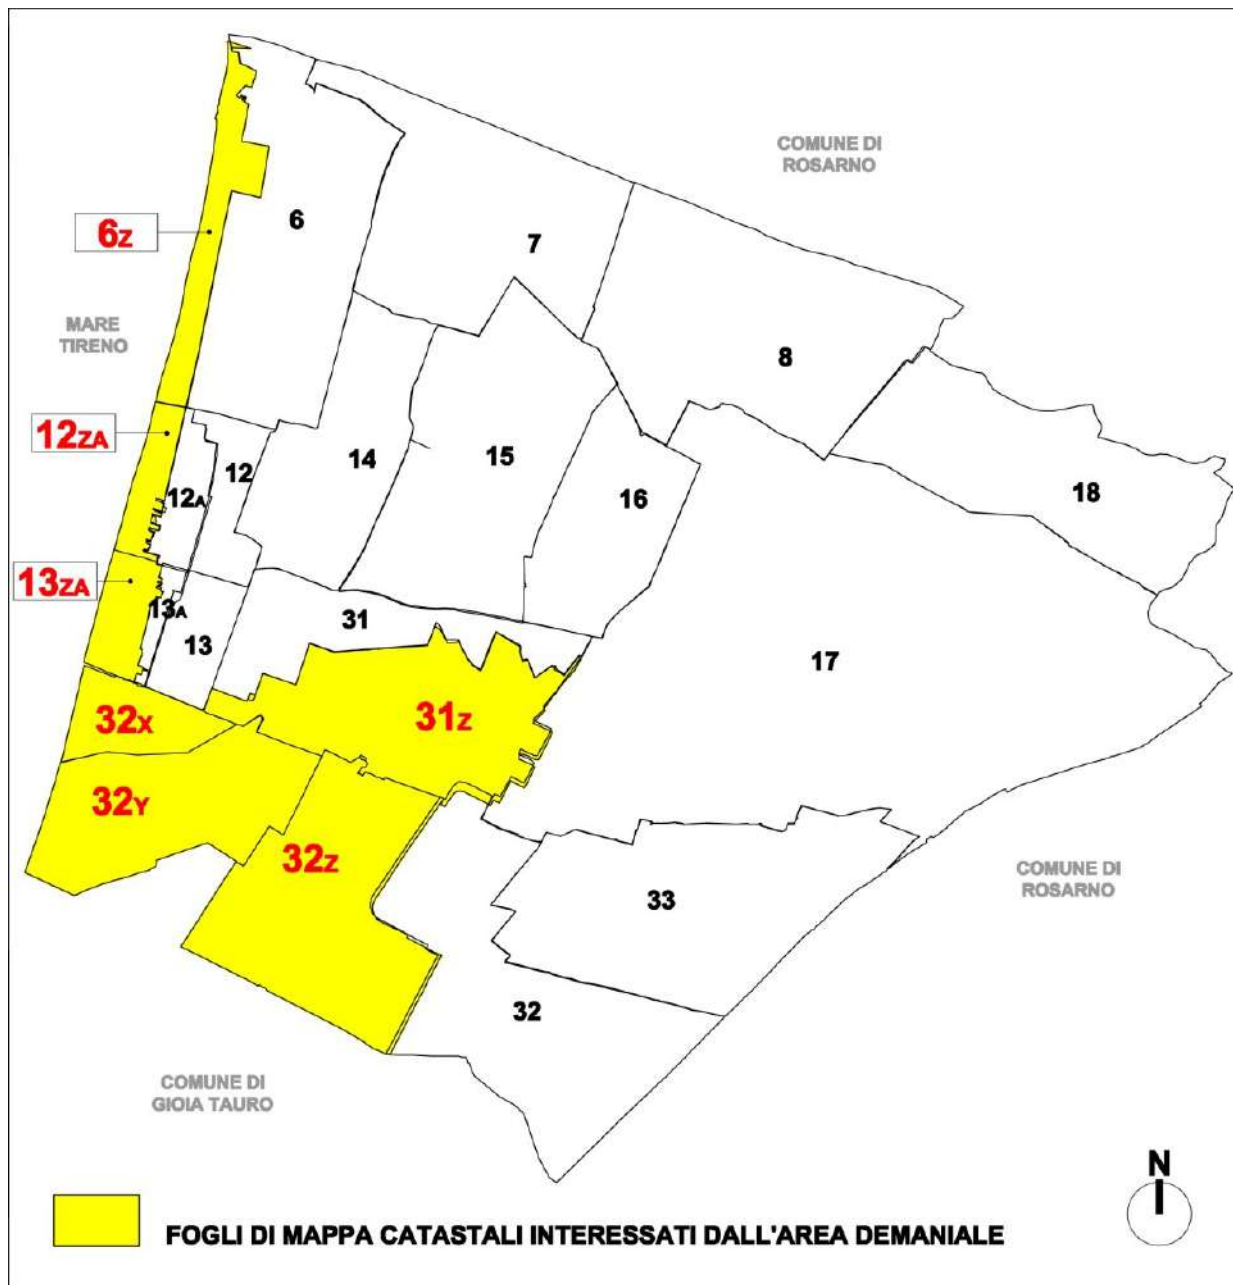 COMUNE DI
ROSARNO
6
7
6Z
MARE
TIRENO
8
12ZA
12
14
15
12A
16
18
13ZA
13A
31
13
17
32X
31Z
32Y
32Z
33
COMUNE DI
ROSARNO
32
COMUNE DI
GIOIA TAURO
N
FOGLI DI MAPPA CATASTALI INTERESSATI DALL'AREA DEMANIALE